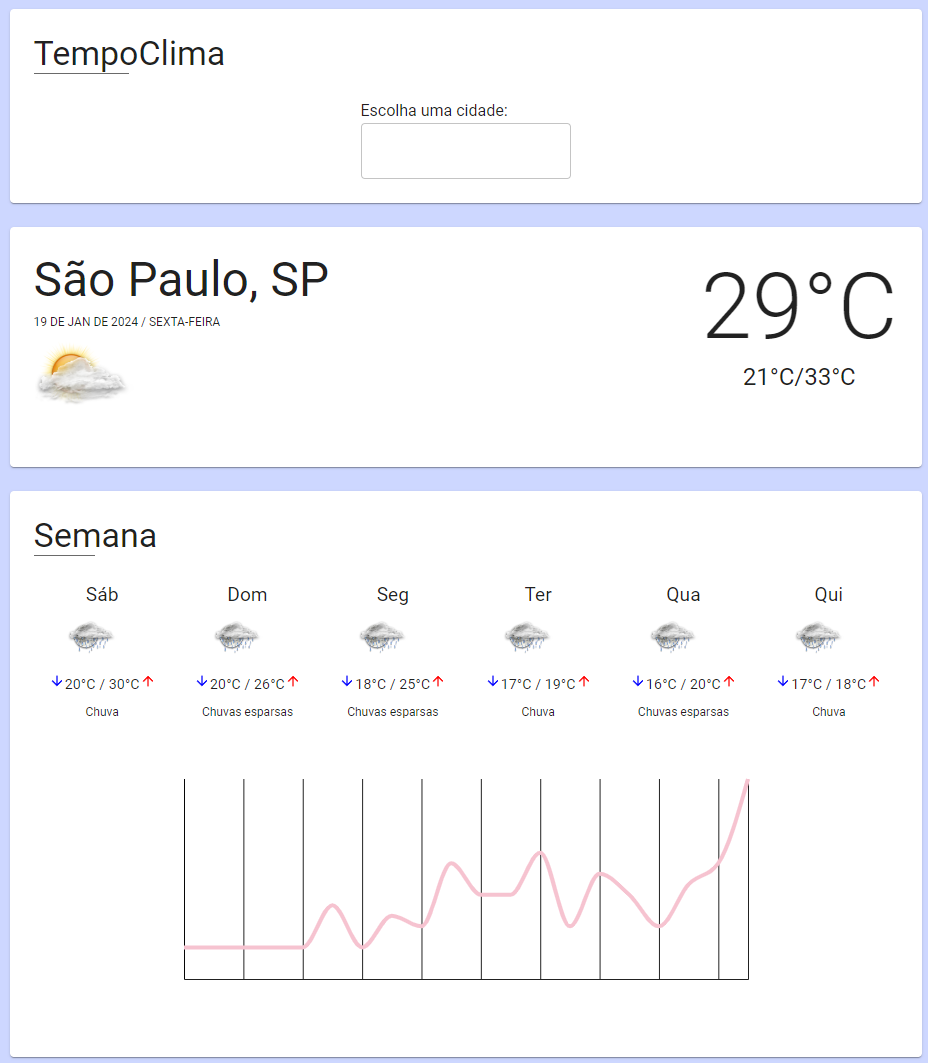 TempoClima
Escolha uma cidade:
São Paulo, SP
19 DE JAN DE 2024 / SEXTA-FEIRA
29°C
21°C/33°C
Semana
Sáb Dom Seg Ter Qua Qui
↓20°C / 30°C↑ ↓20°C / 26°C↑ ↓18°C / 25°C↑ ↓17°C / 19°C↑ ↓16°C / 20°C↑ ↓17°C / 18°C↑
Chuva Chuvas esparsas Chuvas esparsas Chuva Chuvas esparsas Chuva